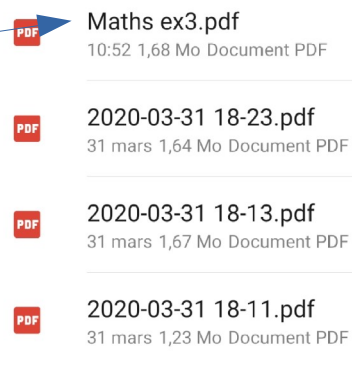 PDF Maths ex3.pdf
10:52 1,68 Mo Document PDF
PDF 2020-03-31 18-23.pdf
31 mars 1,64 Mo Document PDF
PDF 2020-03-31 18-13.pdf
31 mars 1,67 Mo Document PDF
PDF 2020-03-31 18-11.pdf
31 mars 1,23 Mo Document PDF